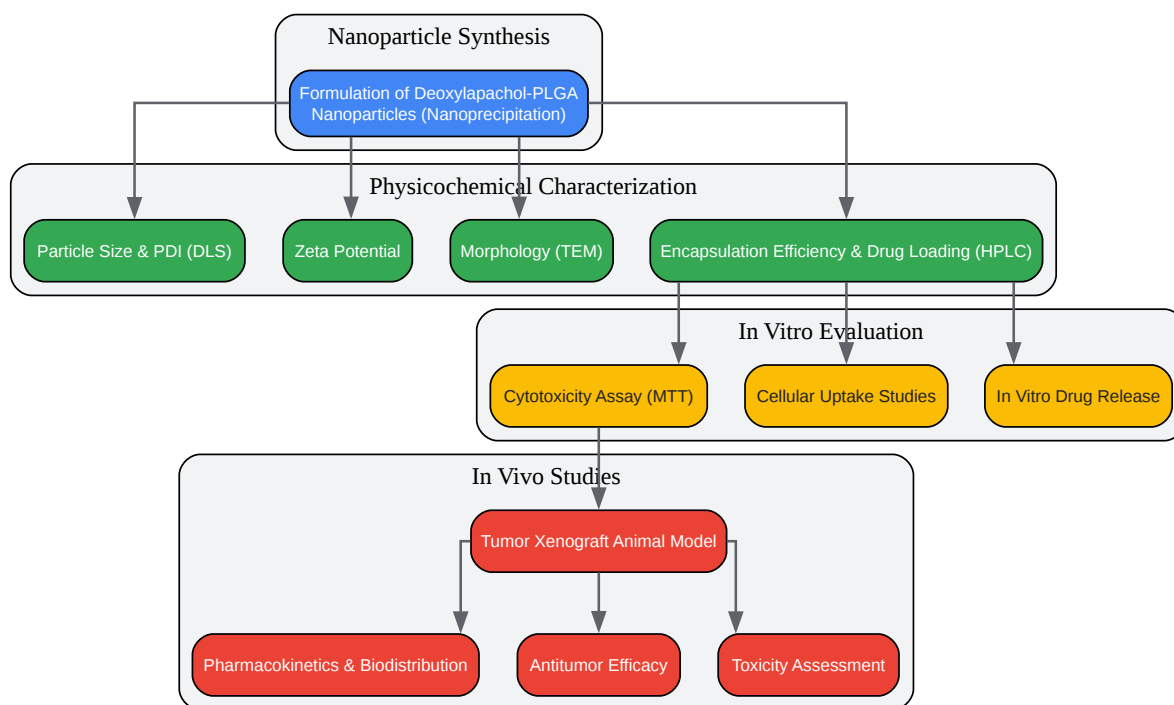 Nanoparticle Synthesis
Formulation of Deoxylapachol-PLGA
Nanoparticles (Nanoprecipitation)
Physicochemical Characterization
Particle Size & PDI (DLS)
Zeta Potential
Morphology (TEM)
Encapsulation Efficiency & Drug Loading (HPLC)
In Vitro Evaluation
Cytotoxicity Assay (MTT)
Cellular Uptake Studies
In Vitro Drug Release
In Vivo Studies
Tumor Xenograft Animal Model
Pharmacokinetics & Biodistribution
Antitumor Efficacy
Toxicity Assessment